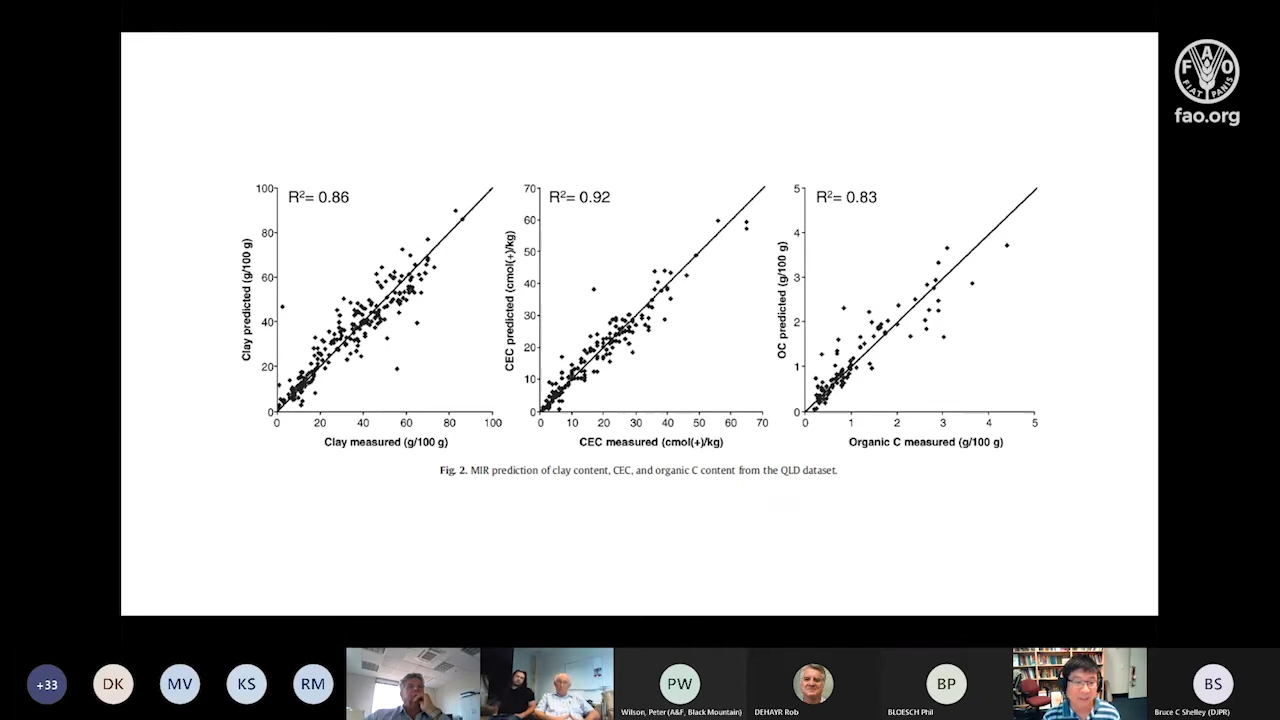 F A O
FIAT PANIS
fao.org
R²= 0.86
100
80
60
40
20
0
0 20 40 60 80 100
Clay predicted (g/100 g)
Clay measured (g/100 g)
R²= 0.92
70
60
50
40
30
20
10
0
0 10 20 30 40 50 60 70
CEC predicted (cmol(+)/kg)
CEC measured (cmol(+)/kg)
R²= 0.83
5
4
3
2
1
0
0 1 2 3 4 5
OC predicted (g/100 g)
Organic C measured (g/100 g)
Fig. 2. MIR prediction of clay content, CEC, and organic C content from the QLD dataset.
+33
DK
MV
KS
RM
PW
Wilson, Peter (A&F, Black Mountain)
DEHAYR Rob
BP
BLOESCH Phil
BS
Bruce C Shelley (DJPR)